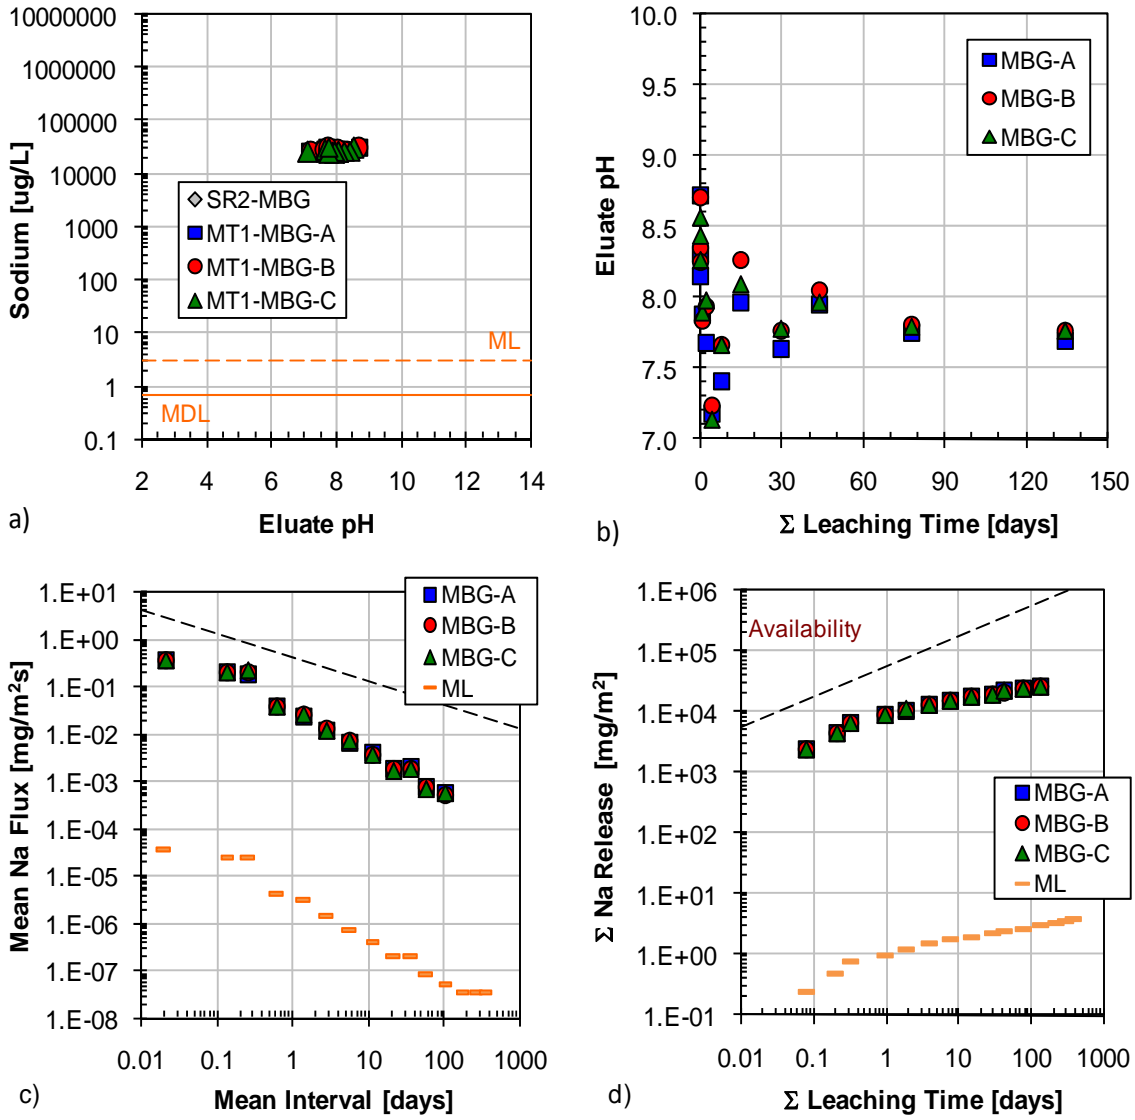 10000000
1000000
100000
10000
1000
100
10
1
0.1
Sodium [ug/L]
SR2-MBG
MT1-MBG-A
MT1-MBG-B
MT1-MBG-C
ML
MDL
2 4 6 8 10 12 14
Eluate pH
a)
10.0
9.5
9.0
8.5
8.0
7.5
7.0
Eluate pH
MBG-A
MBG-B
MBG-C
0 30 60 90 120 150
Σ Leaching Time [days]
b)
1.E+01
1.E+00
1.E-01
1.E-02
1.E-03
1.E-04
1.E-05
1.E-06
1.E-07
1.E-08
Mean Na Flux [mg/m²s]
MBG-A
MBG-B
MBG-C
ML
0.01 0.1 1 10 100 1000
Mean Interval [days]
c)
1.E+06
1.E+05
1.E+04
1.E+03
1.E+02
1.E+01
1.E+00
1.E-01
Σ Na Release [mg/m²]
Availability
MBG-A
MBG-B
MBG-C
ML
0.01 0.1 1 10 100 1000
Σ Leaching Time [days]
d)